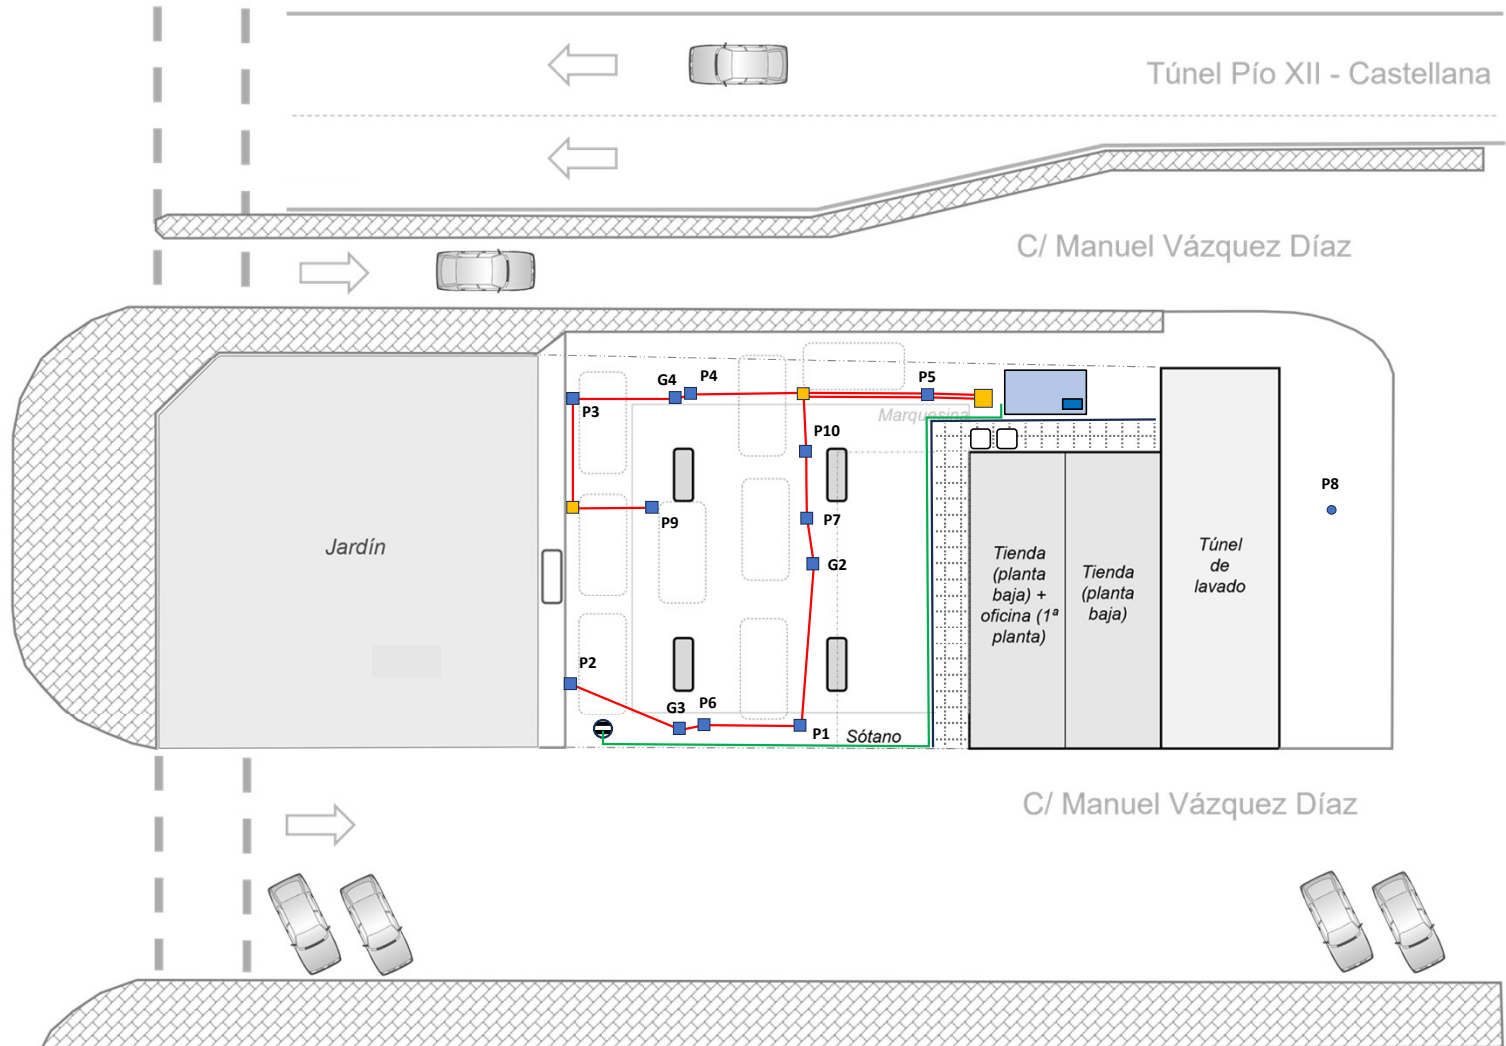 Túnel Pío XII - Castellana
C/ Manuel Vázquez Díaz
G4
P4
P5
P3
Marquesina
P10
P8
P9
P7
G2
Jardín
Tienda
(planta
baja) +
oficina (1ª
planta)
Tienda
(planta
baja)
Túnel
de
lavado
P2
G3
P6
P1
Sótano
C/ Manuel Vázquez Díaz